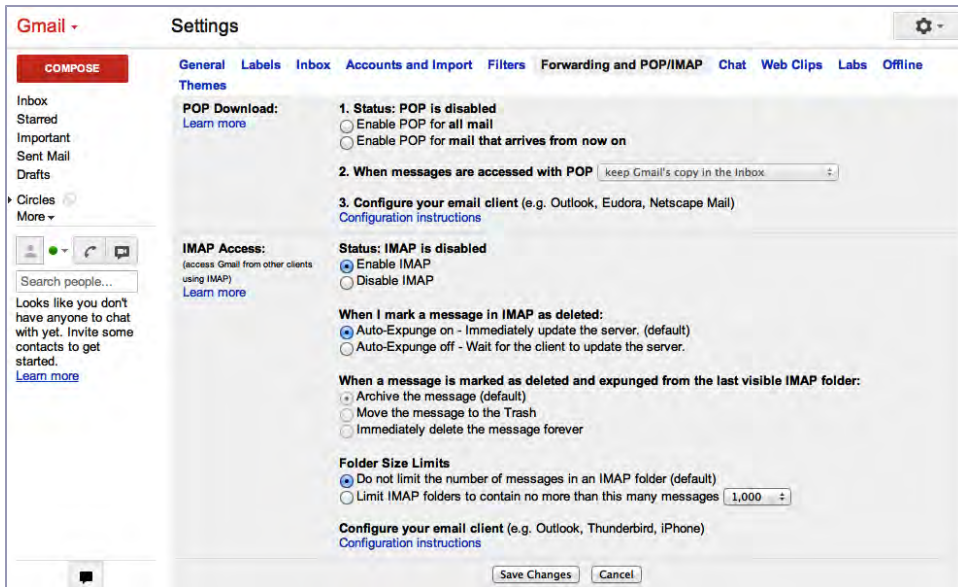 Gmail
Settings
COMPOSE
General Labels Inbox Accounts and Import Filters Forwarding and POP/IMAP Chat Web Clips Labs Offline
Themes
Inbox
Starred
Important
Sent Mail
Drafts
Circles
More
Search people...
Looks like you don't
have anyone to chat
with yet. Invite some
contacts to get
started.
Learn more
POP Download:
Learn more
1. Status: POP is disabled
Enable POP for all mail
Enable POP for mail that arrives from now on
2. When messages are accessed with POP keep Gmail's copy in the Inbox
3. Configure your email client (e.g. Outlook, Eudora, Netscape Mail)
Configuration instructions
IMAP Access:
(access Gmail from other clients
using IMAP)
Learn more
Status: IMAP is disabled
Enable IMAP
Disable IMAP
When I mark a message in IMAP as deleted:
Auto-Expunge on - Immediately update the server. (default)
Auto-Expunge off - Wait for the client to update the server.
When a message is marked as deleted and expunged from the last visible IMAP folder:
Archive the message (default)
Move the message to the Trash
Immediately delete the message forever
Folder Size Limits
Do not limit the number of messages in an IMAP folder (default)
Limit IMAP folders to contain no more than this many messages 1,000
Configure your email client (e.g. Outlook, Thunderbird, iPhone)
Configuration instructions
Save Changes Cancel